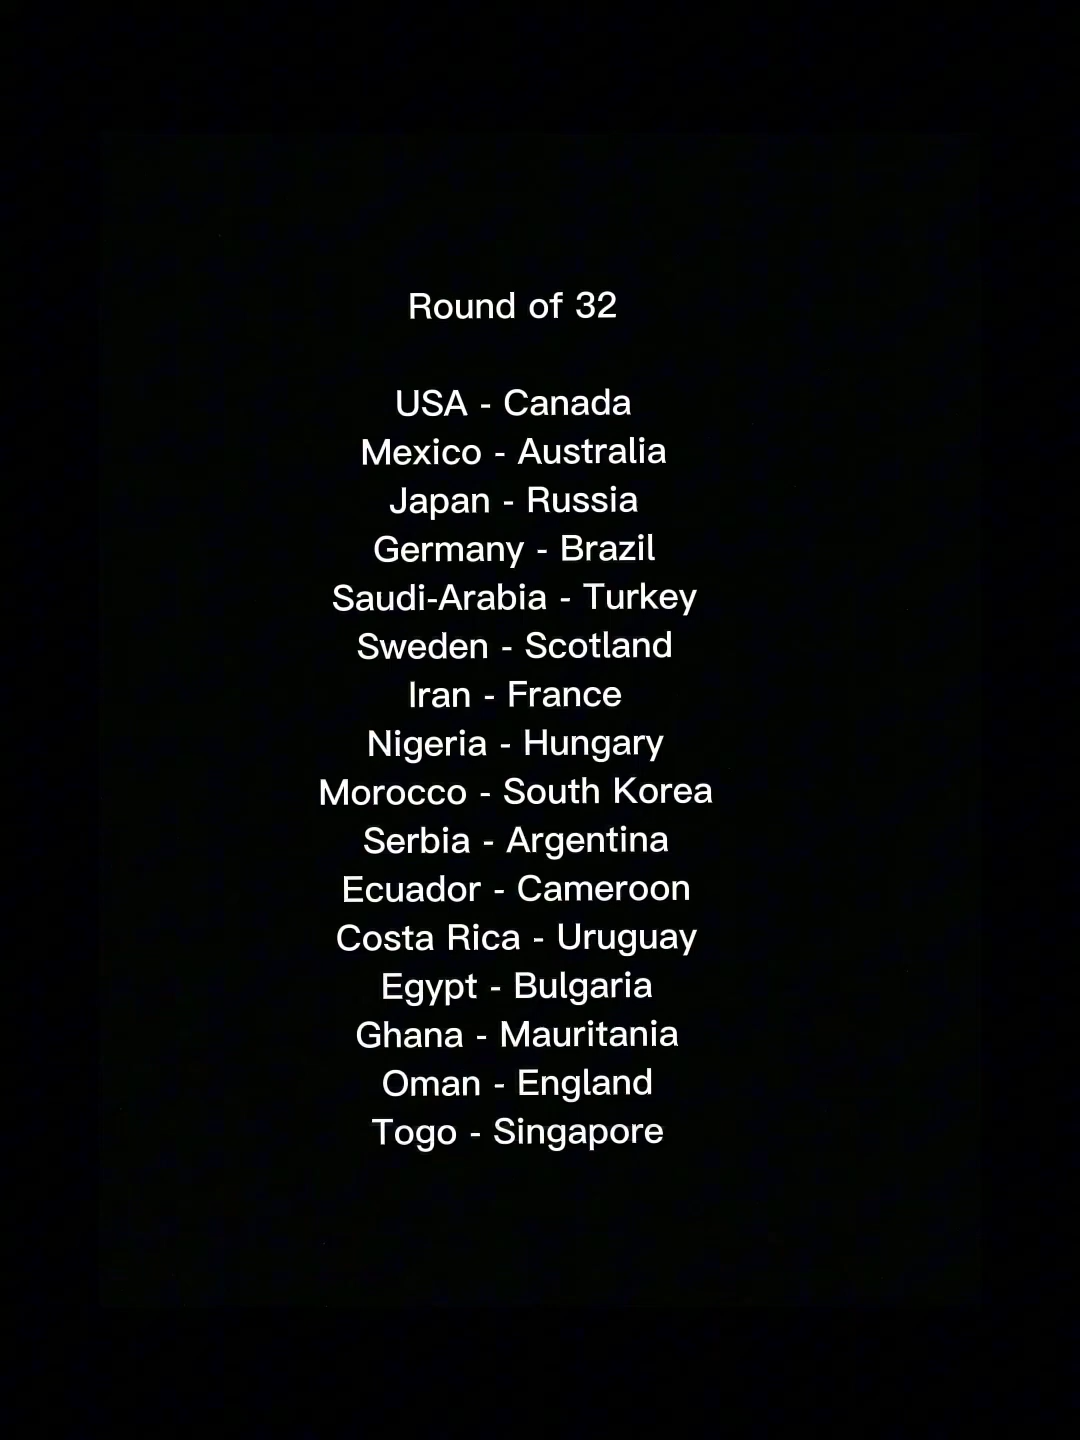 Round of 32
USA - Canada
Mexico - Australia
Japan - Russia
Germany - Brazil
Saudi-Arabia - Turkey
Sweden - Scotland
Iran - France
Nigeria - Hungary
Morocco - South Korea
Serbia - Argentina
Ecuador - Cameroon
Costa Rica - Uruguay
Egypt - Bulgaria
Ghana - Mauritania
Oman - England
Togo - Singapore